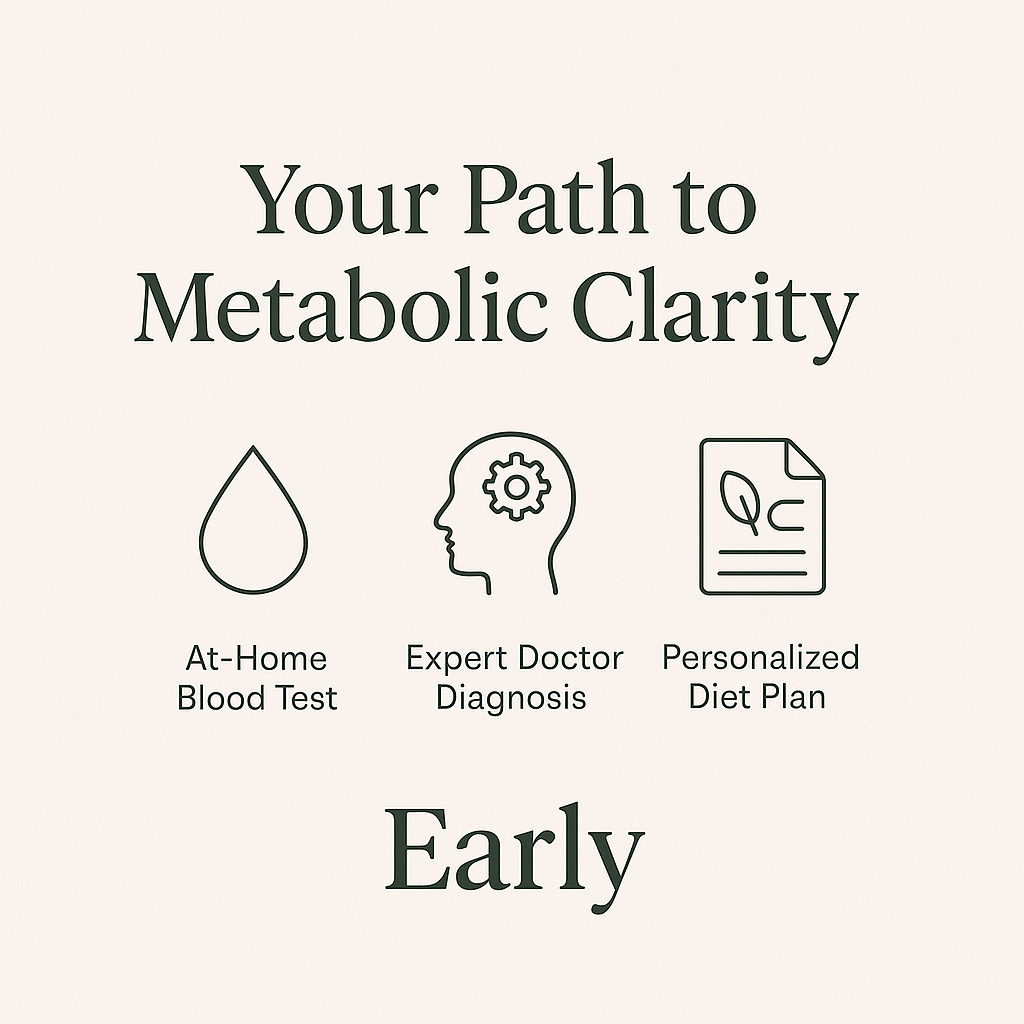 Your Path to
Metabolic Clarity
At-Home
Blood Test
Expert Doctor
Diagnosis
Personalized
Diet Plan
Early